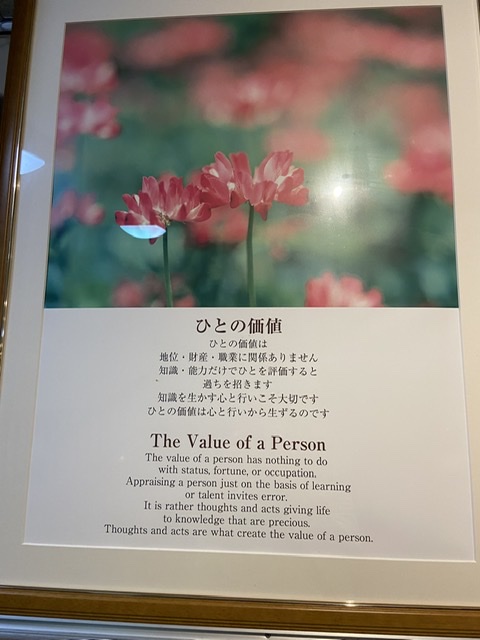 ひとの価値
ひとの価値は
地位・財産・職業に関係ありません
知識・能力だけでひとを評価すると
過ちを招きます
知識を生かす心と行いこそ大切です
ひとの価値は心と行いから生ずるのです
The Value of a Person
The value of a person has nothing to do
with status, fortune, or occupation.
Appraising a person just on the basis of learning
or talent invites error.
It is rather thoughts and acts giving life
to knowledge that are precious.
Thoughts and acts are what create the value of a person.